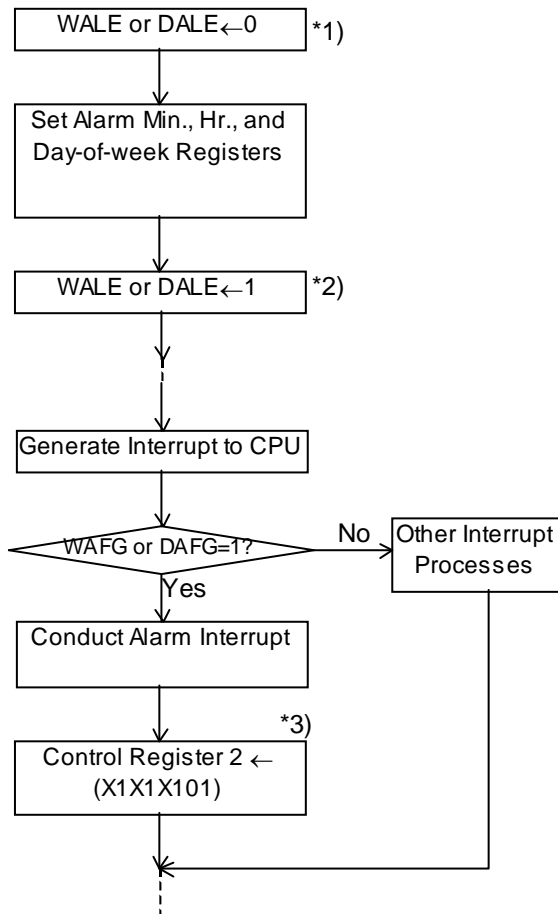 WALE or DALE←0
*1)
Set Alarm Min., Hr., and
Day-of-week Registers
WALE or DALE←1
*2)
Generate Interrupt to CPU
WAFG or DAFG=1?
No
Other Interrupt
Processes
Yes
Conduct Alarm Interrupt
*3)
Control Register 2 ←
(X1X1X101)